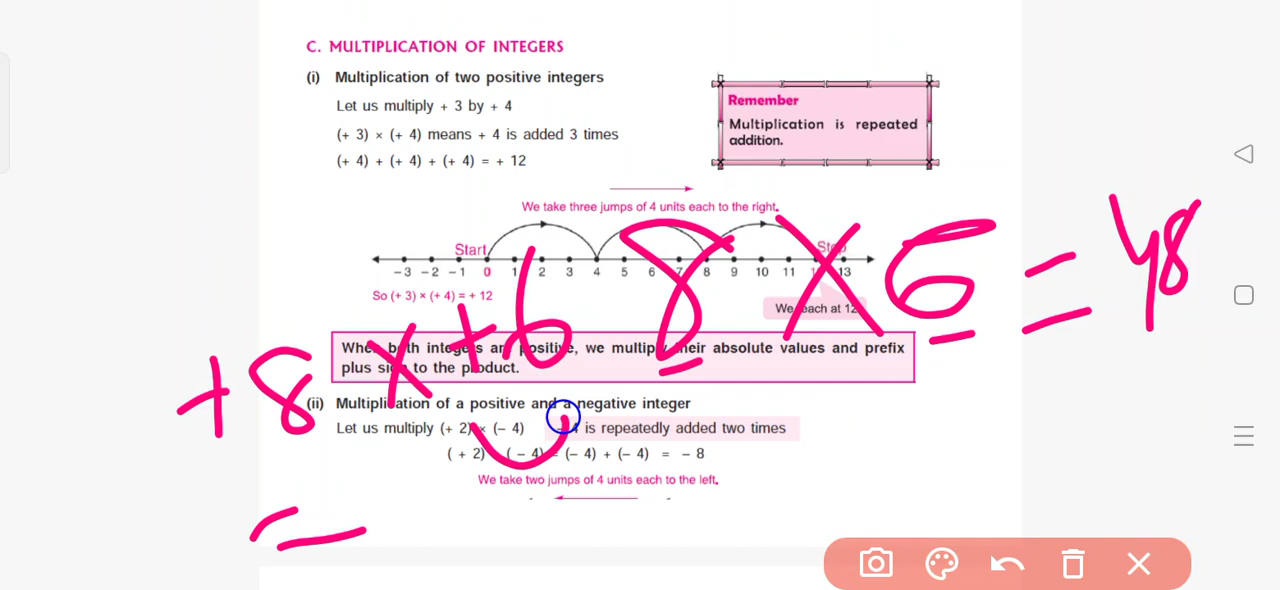 C. MULTIPLICATION OF INTEGERS
(i) Multiplication of two positive integers
Let us multiply + 3 by + 4
(+ 3) × (+ 4) means + 4 is added 3 times
(+ 4) + (+ 4) + (+ 4) = + 12
Remember
Multiplication is repeated
addition.
We take three jumps of 4 units each to the right.
Start Stop
– 3 – 2 – 1 0 1 2 3 4 5 6 7 8 9 10 11 13
So (+ 3) × (+ 4) = + 12
We reach at 12
8 × 6 = 48
When both integers are positive, we multiply their absolute values and prefix
plus sign to the product.
+8 × +6
(ii) Multiplication of a positive and a negative integer
Let us multiply (+ 2) × (– 4) – 4 is repeatedly added two times
( + 2) ( – 4) = (– 4) + (– 4) = – 8
We take two jumps of 4 units each to the left.
=